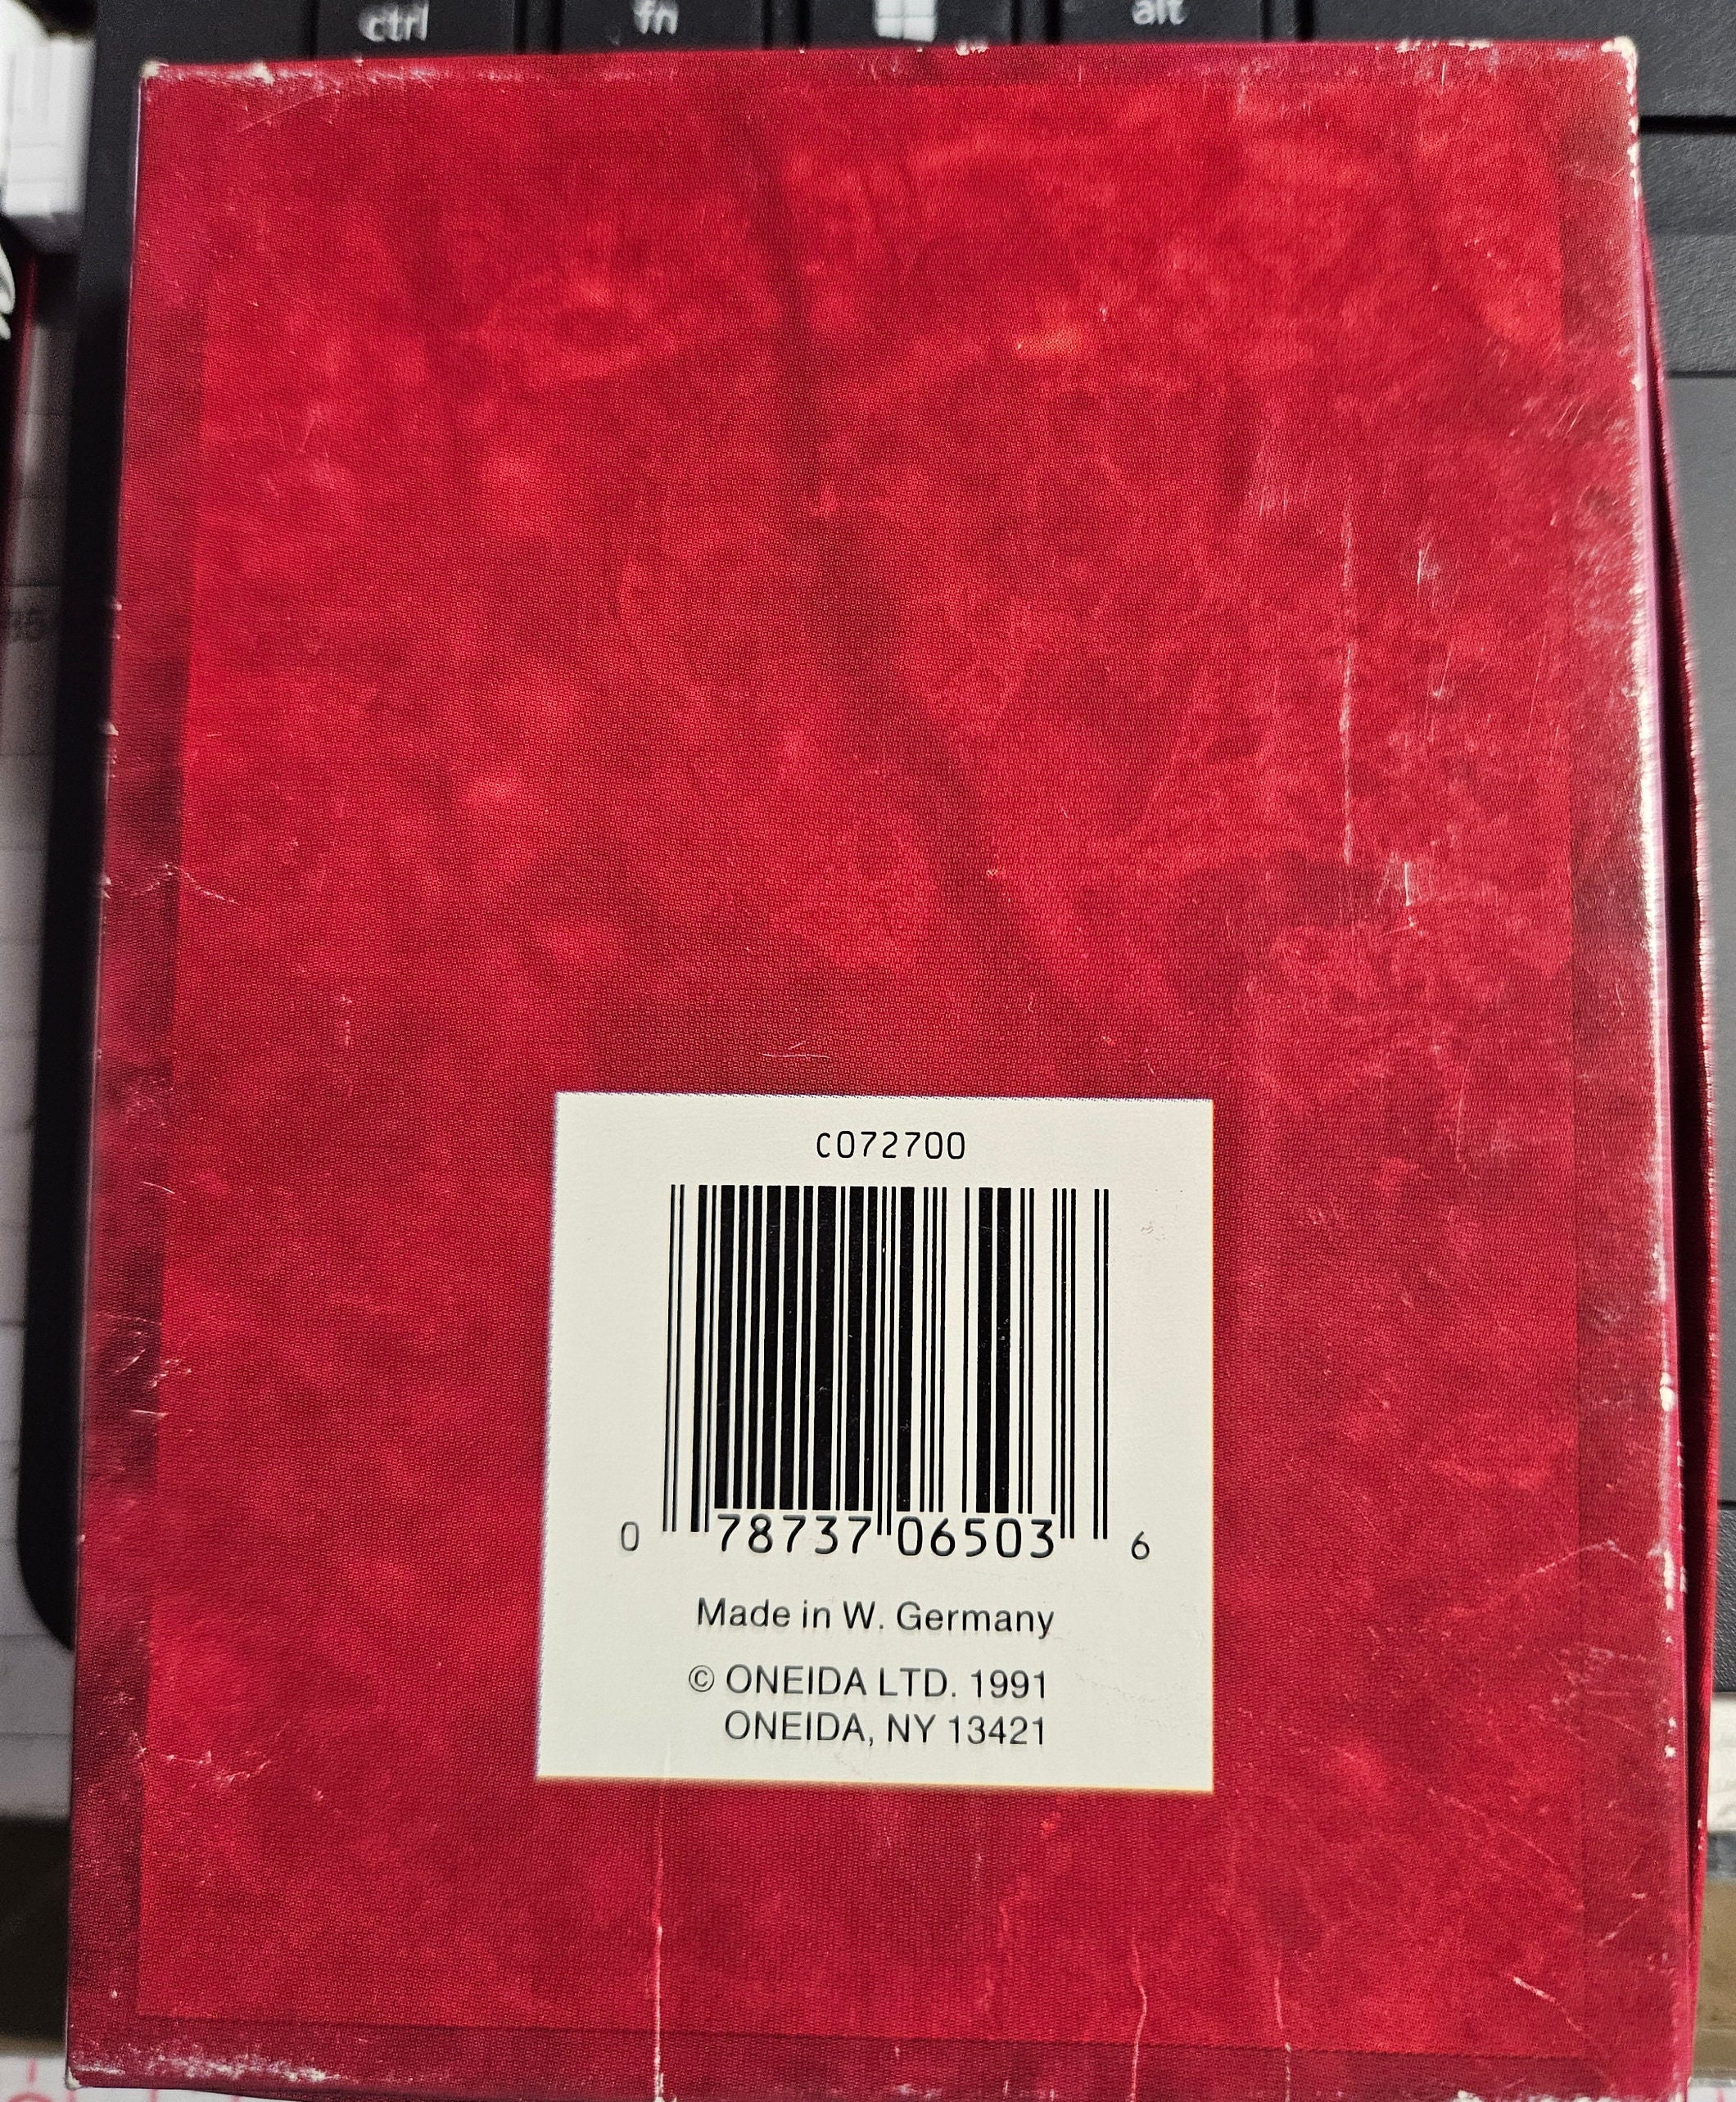 ctrl fn alt
C072700
0 78737 06503 6
Made in W. Germany
© ONEIDA LTD. 1991
ONEIDA, NY 13421